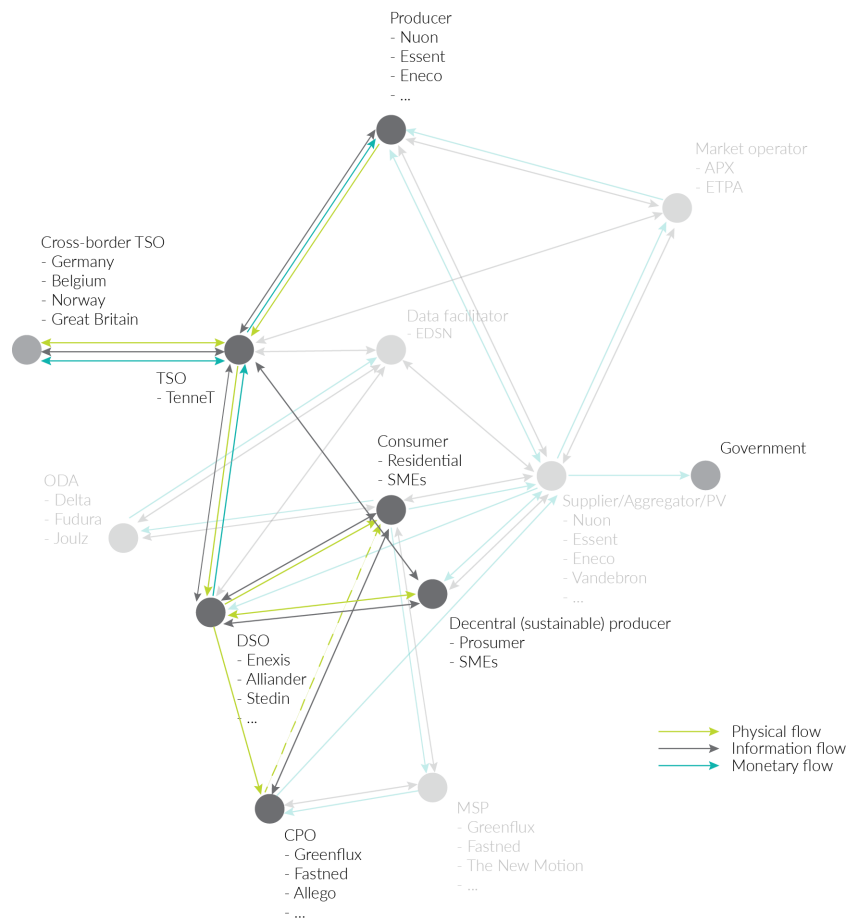 Producer
- Nuon
- Essent
- Eneco
- ...
Market operator
- APX
- ETPA
Cross-border TSO
- Germany
- Belgium
- Norway
- Great Britain
Data facilitator
- EDSN
TSO
- TenneT
Consumer
- Residential
- SMEs
Government
ODA
- Delta
- Fudura
- Joulz
Supplier/Aggregator/PV
- Nuon
- Essent
- Eneco
- Vandebron
- ...
Decentral (sustainable) producer
- Prosumer
- SMEs
DSO
- Enexis
- Alliander
- Stedin
- ...
Physical flow
Information flow
Monetary flow
MSP
- Greenflux
- Fastned
- The New Motion
- ...
CPO
- Greenflux
- Fastned
- Allego
- ...